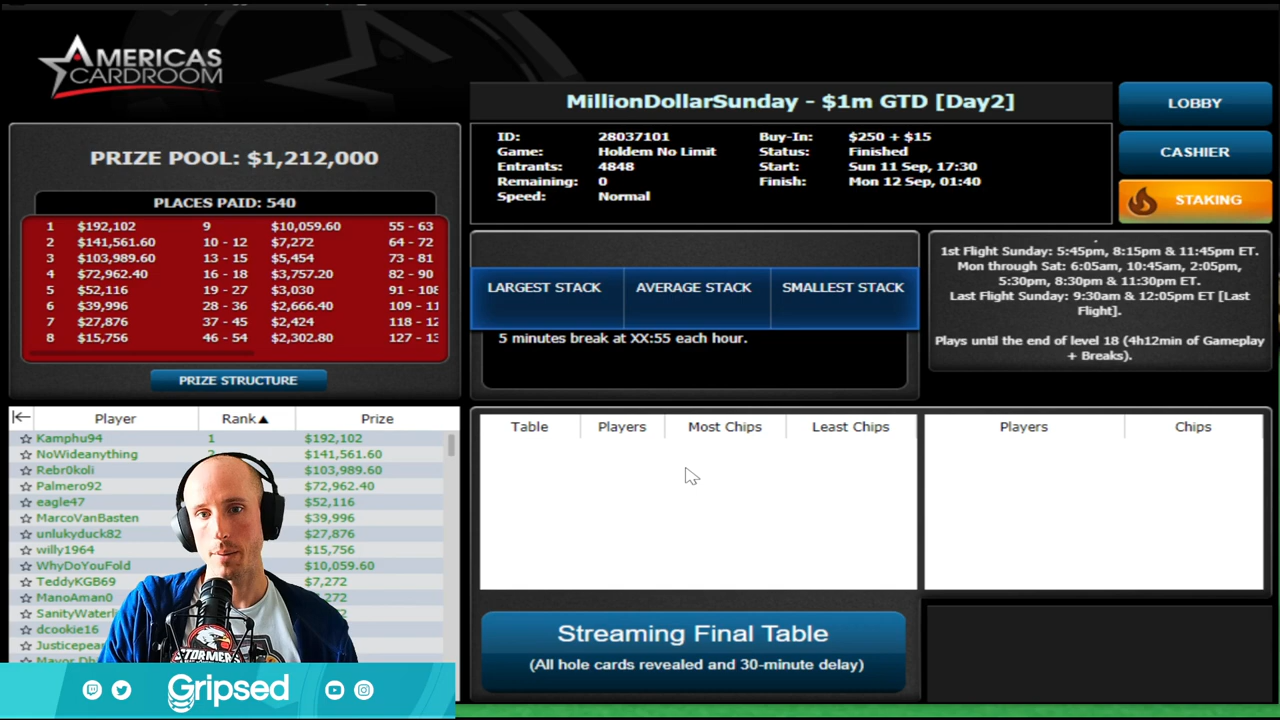 AMERICAS
CARDROOM
MillionDollarSunday - $1m GTD [Day2]
LOBBY
CASHIER
STAKING
ID: 28037101 Buy-In: $250 + $15
Game: Holdem No Limit Status: Finished
Entrants: 4848 Start: Sun 11 Sep, 17:30
Remaining: 0 Finish: Mon 12 Sep, 01:40
Speed: Normal
PRIZE POOL: $1,212,000
PLACES PAID: 540
1 $192,102 9 $10,059.60 55 - 63
2 $141,561.60 10 - 12 $7,272 64 - 72
3 $103,989.60 13 - 15 $5,454 73 - 81
4 $72,962.40 16 - 18 $3,757.20 82 - 90
5 $52,116 19 - 27 $3,030 91 - 108
6 $39,996 28 - 36 $2,666.40 109 - 11
7 $27,876 37 - 45 $2,424 118 - 12
8 $15,756 46 - 54 $2,302.80 127 - 13
PRIZE STRUCTURE
LARGEST STACK AVERAGE STACK SMALLEST STACK
5 minutes break at XX:55 each hour.
1st Flight Sunday: 5:45pm, 8:15pm & 11:45pm ET.
Mon through Sat: 6:05am, 10:45am, 2:05pm,
5:30pm, 8:30pm & 11:30pm ET.
Last Flight Sunday: 9:30am & 12:05pm ET [Last
Flight].
Plays until the end of level 18 (4h12min of Gameplay
+ Breaks).
Player Rank Prize
Kamphu94 1 $192,102
NoWideanything 2 $141,561.60
Rebr0koli $103,989.60
Palmero92 $72,962.40
eagle47 $52,116
MarcoVanBasten $39,996
unlukyduck82 $27,876
willy1964 $15,756
WhyDoYouFold $10,059.60
TeddyKGB69 $7,272
ManoAman0 272
SanityWaterl
dcookie16
Justicepea
Table Players Most Chips Least Chips
Players Chips
Streaming Final Table
(All hole cards revealed and 30-minute delay)
STORMER
Gripsed